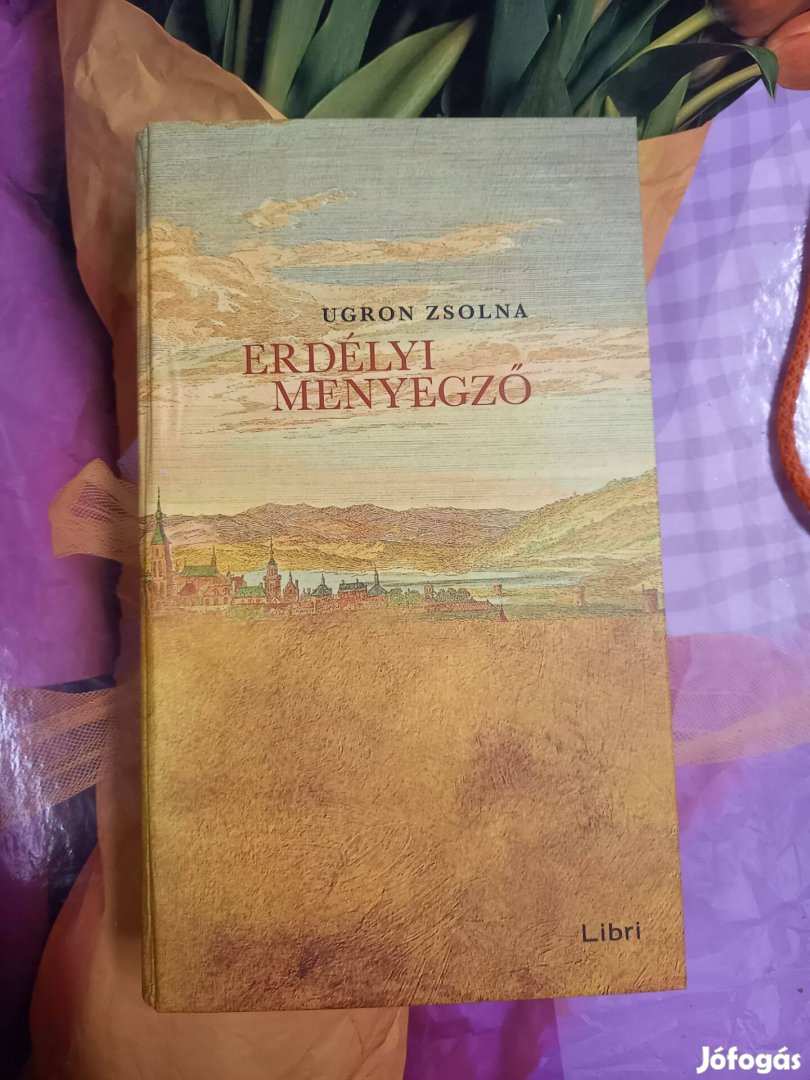 UGRON ZSOLNA
ERDÉLYI
MENYEGZŐ
Libri
Jófogás